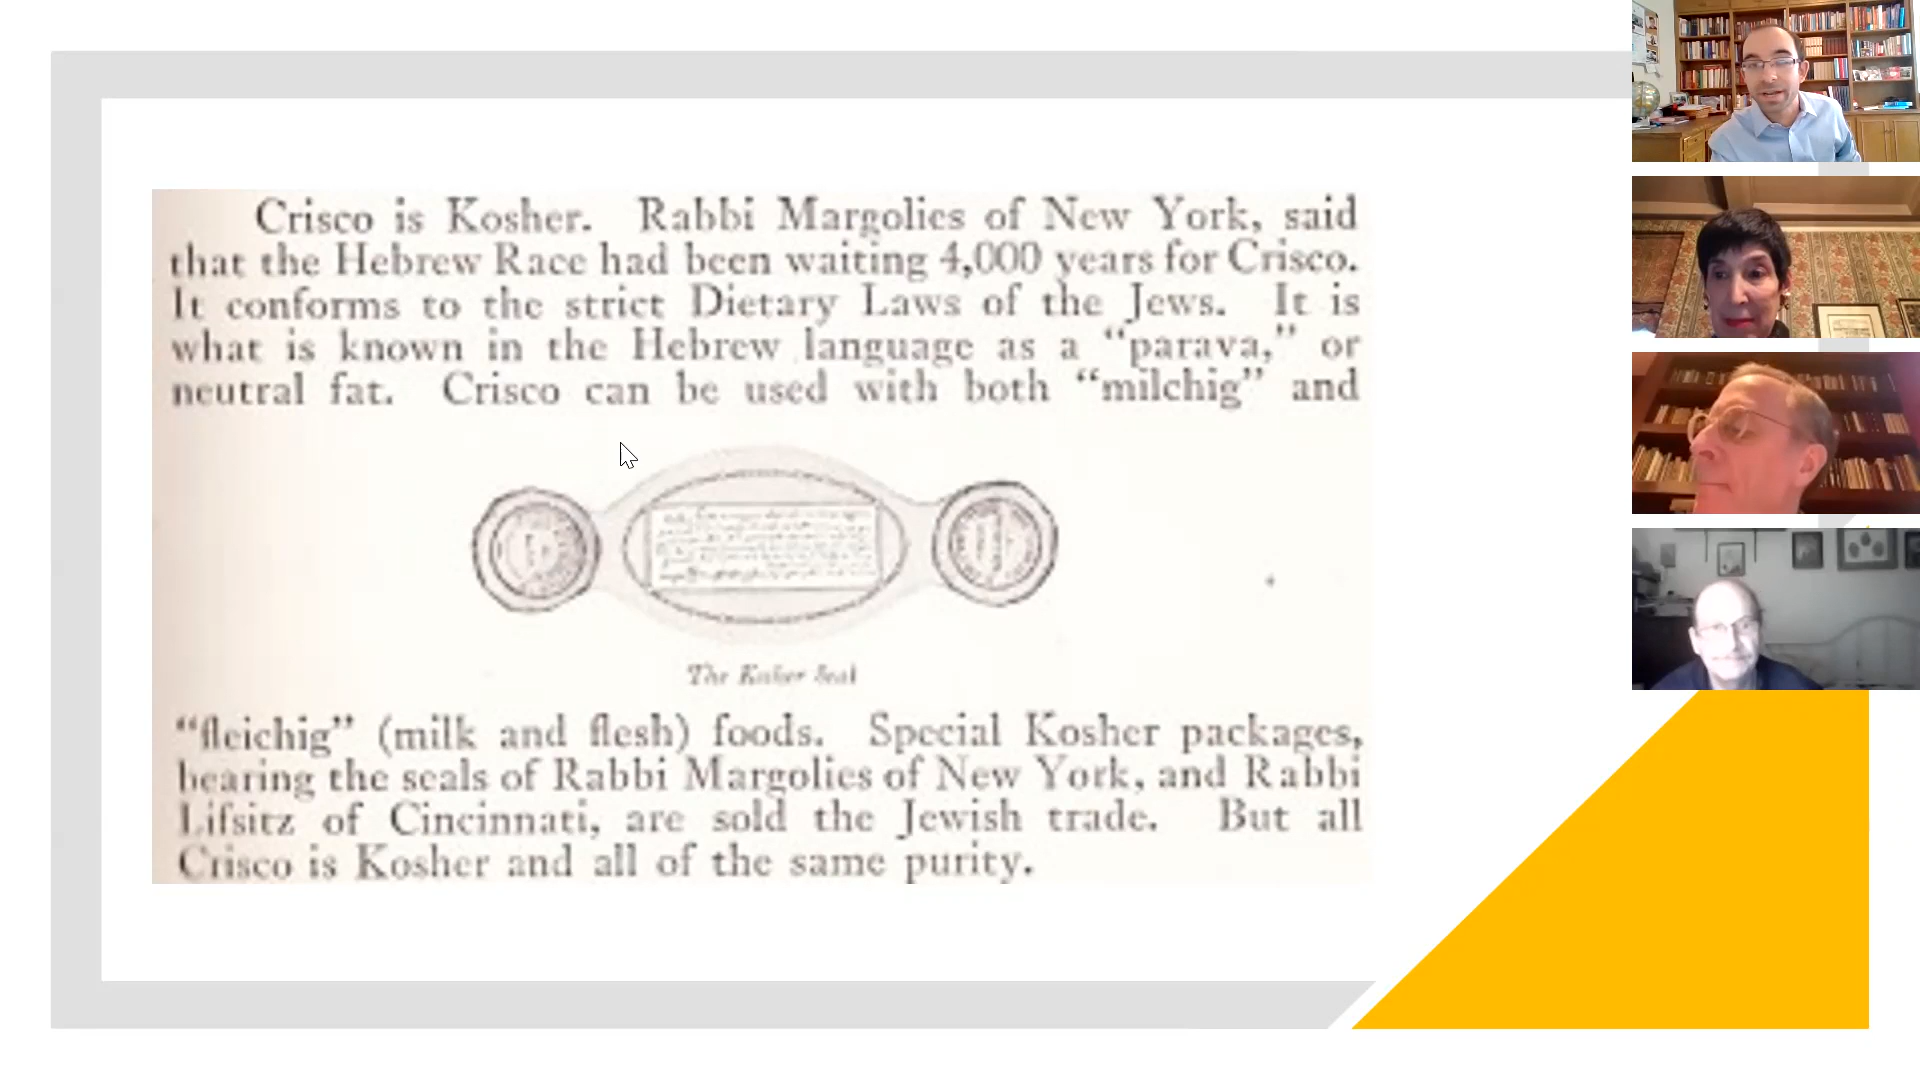 Crisco is Kosher. Rabbi Margolies of New York, said
that the Hebrew Race had been waiting 4,000 years for Crisco.
It conforms to the strict Dietary Laws of the Jews. It is
what is known in the Hebrew language as a “parava,” or
neutral fat. Crisco can be used with both “milchig” and
The Kosher Seal
“fleichig” (milk and flesh) foods. Special Kosher packages,
bearing the seals of Rabbi Margolies of New York, and Rabbi
Lifsitz of Cincinnati, are sold the Jewish trade. But all
Crisco is Kosher and all of the same purity.